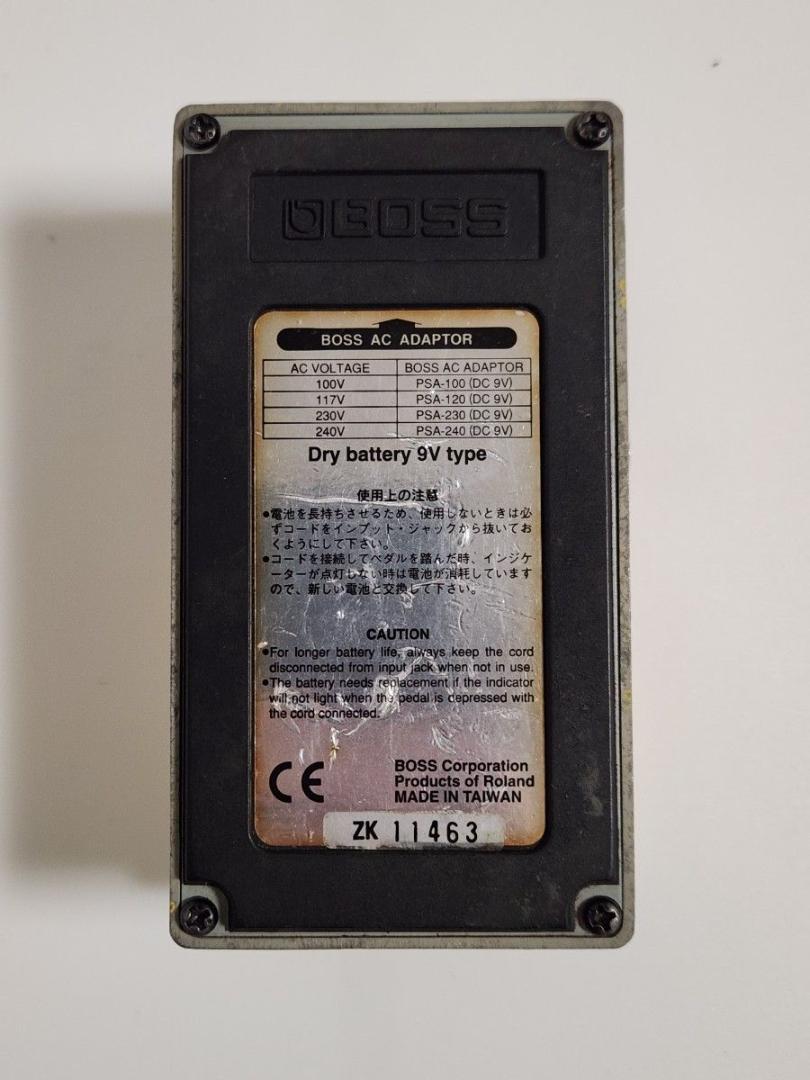 BOSS
BOSS AC ADAPTOR
AC VOLTAGE BOSS AC ADAPTOR
100V PSA-100 (DC 9V)
117V PSA-120 (DC 9V)
230V PSA-230 (DC 9V)
240V PSA-240 (DC 9V)
Dry battery 9V type
使用上の注意
●電池を長持ちさせるため、使用しないときは必
ずコードをインプット・ジャックから抜いてお
くようにして下さい。
●コードを接続してペダルを踏んだ時、インジケ
ーターが点灯しない時は電池が消耗しています
ので、新しい電池と交換して下さい。
CAUTION
●For longer battery life, always keep the cord
disconnected from input jack when not in use.
●The battery needs replacement if the indicator
will not light when the pedal is depressed with
the cord connected.
CE
BOSS Corporation
Products of Roland
MADE IN TAIWAN
ZK 11463